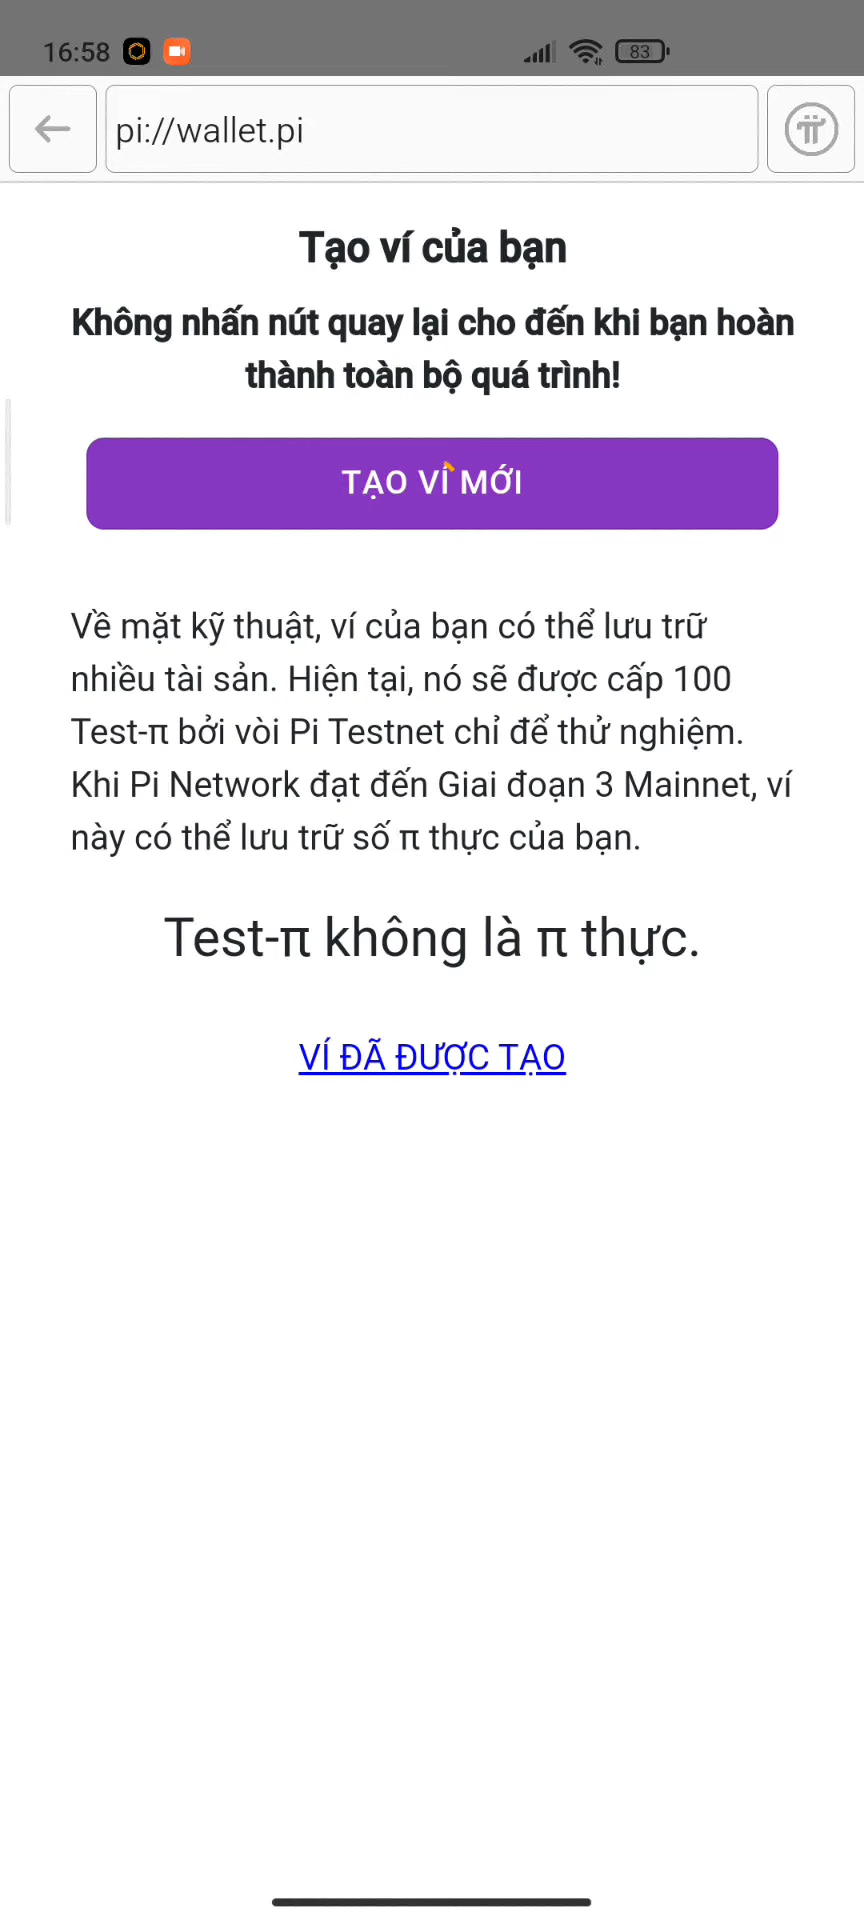 16:58
83
pi://wallet.pi
Tạo ví của bạn
Không nhấn nút quay lại cho đến khi bạn hoàn
thành toàn bộ quá trình!
TẠO VÍ MỚI
Về mặt kỹ thuật, ví của bạn có thể lưu trữ
nhiều tài sản. Hiện tại, nó sẽ được cấp 100
Test-π bởi vòi Pi Testnet chỉ để thử nghiệm.
Khi Pi Network đạt đến Giai đoạn 3 Mainnet, ví
này có thể lưu trữ số π thực của bạn.
Test-π không là π thực.
VÍ ĐÃ ĐƯỢC TẠO